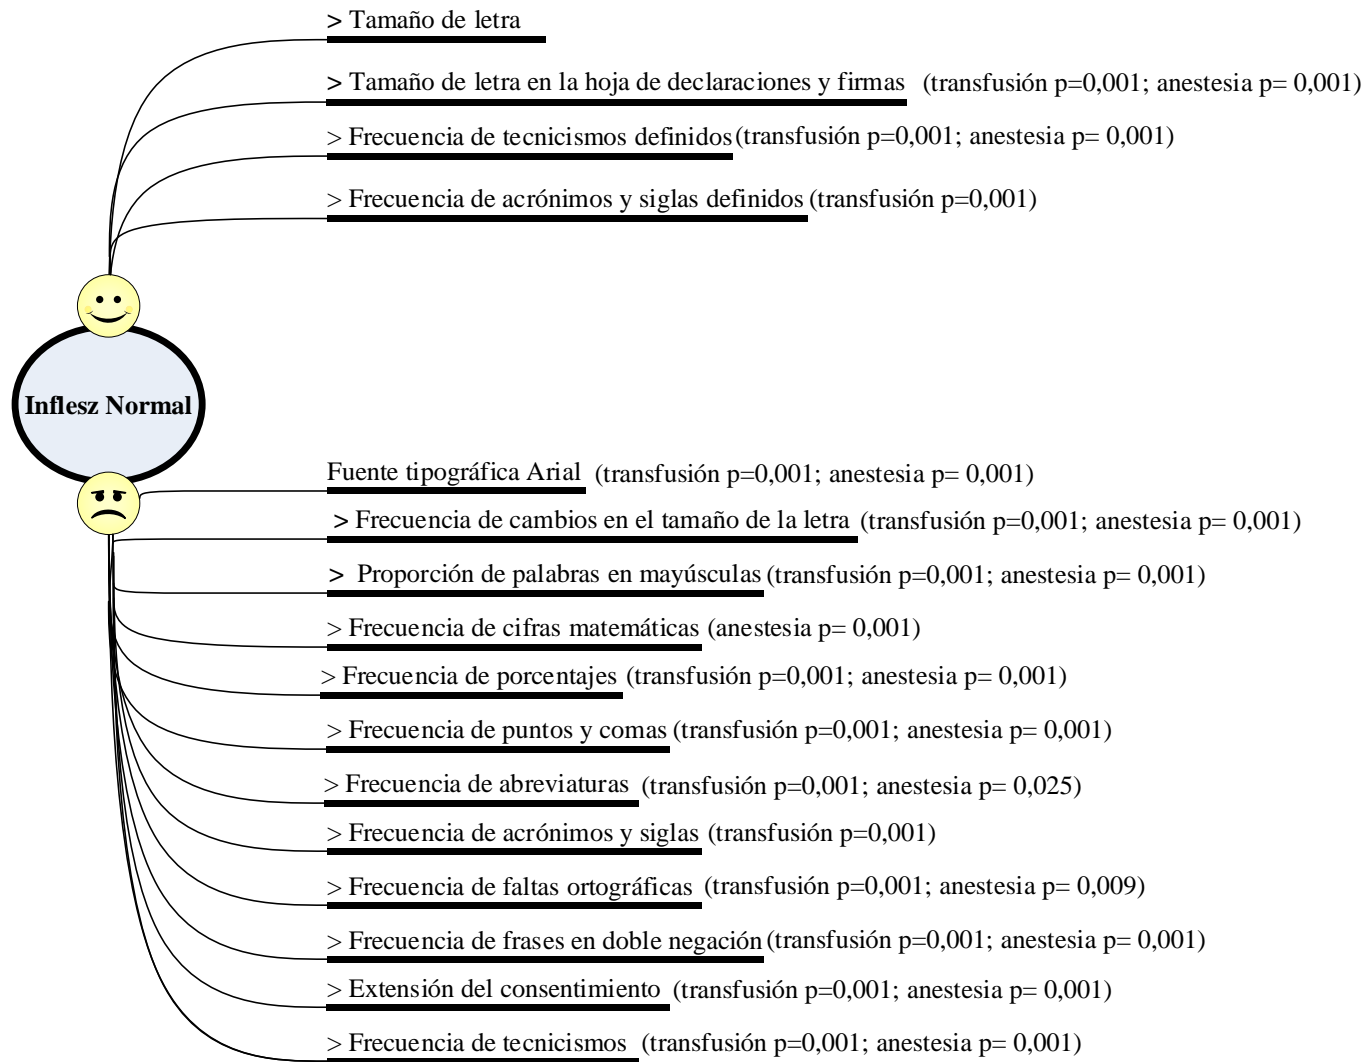 > Tamaño de letra
> Tamaño de letra en la hoja de declaraciones y firmas (transfusión p=0,001; anestesia p= 0,001)
> Frecuencia de tecnicismos definidos (transfusión p=0,001; anestesia p= 0,001)
> Frecuencia de acrónimos y siglas definidos (transfusión p=0,001)
Inflesz Normal
Fuente tipográfica Arial (transfusión p=0,001; anestesia p= 0,001)
> Frecuencia de cambios en el tamaño de la letra (transfusión p=0,001; anestesia p= 0,001)
> Proporción de palabras en mayúsculas (transfusión p=0,001; anestesia p= 0,001)
> Frecuencia de cifras matemáticas (anestesia p= 0,001)
> Frecuencia de porcentajes (transfusión p=0,001; anestesia p= 0,001)
> Frecuencia de puntos y comas (transfusión p=0,001; anestesia p= 0,001)
> Frecuencia de abreviaturas (transfusión p=0,001; anestesia p= 0,025)
> Frecuencia de acrónimos y siglas (transfusión p=0,001)
> Frecuencia de faltas ortográficas (transfusión p=0,001; anestesia p= 0,009)
> Frecuencia de frases en doble negación (transfusión p=0,001; anestesia p= 0,001)
> Extensión del consentimiento (transfusión p=0,001; anestesia p= 0,001)
> Frecuencia de tecnicismos (transfusión p=0,001; anestesia p= 0,001)